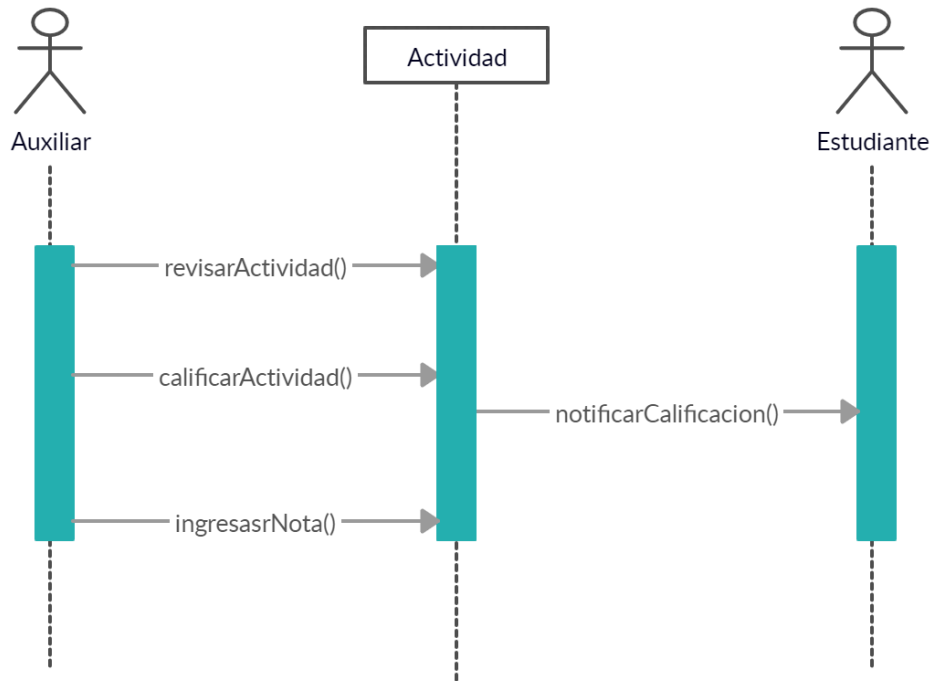 Actividad
Auxiliar
Estudiante
revisarActividad()
calificarActividad()
notificarCalificacion()
ingresasrNota()